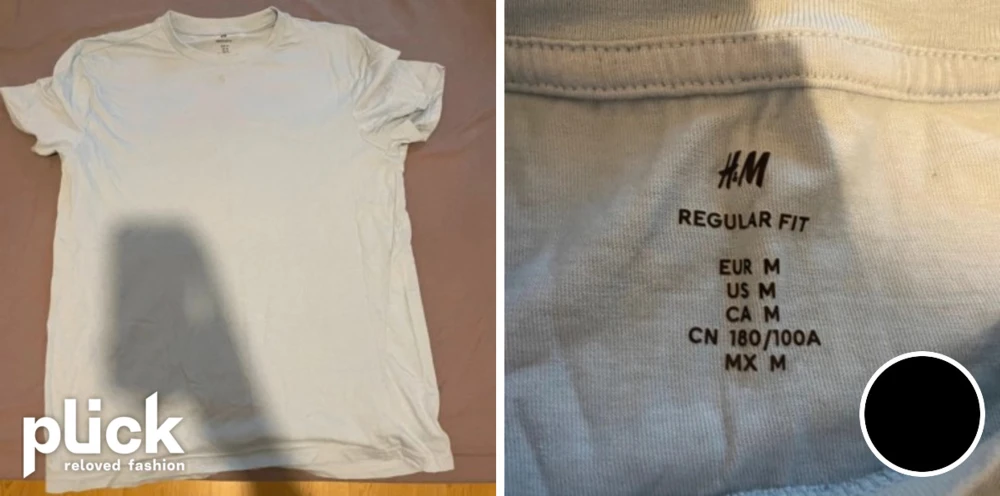 plick
reloved fashion
H&M
REGULAR FIT
EUR M
US M
CA M
CN 180/100A
MX M